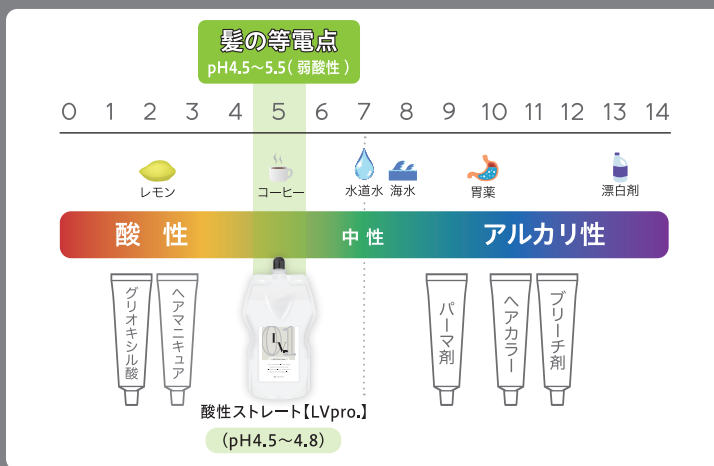 髪の等電点
pH4.5～5.5(弱酸性)
0 1 2 3 4 5 6 7 8 9 10 11 12 13 14
レモン コーヒー 水道水 海水 胃薬 漂白剤
酸性 中性 アルカリ性
グリオキシル酸
ヘアマニキュア
パーマ剤
ヘアカラー
ブリーチ剤
酸性ストレート【LVpro.】
(pH4.5～4.8)